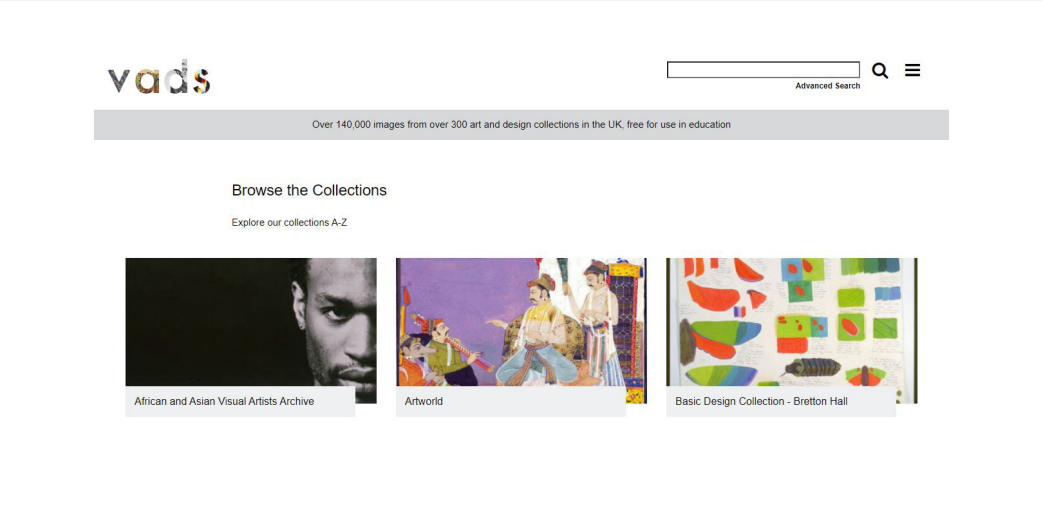 vads
Advanced Search
Over 140,000 images from over 300 art and design collections in the UK, free for use in education
Browse the Collections
Explore our collections A-Z
African and Asian Visual Artists Archive
Artworld
Basic Design Collection - Bretton Hall